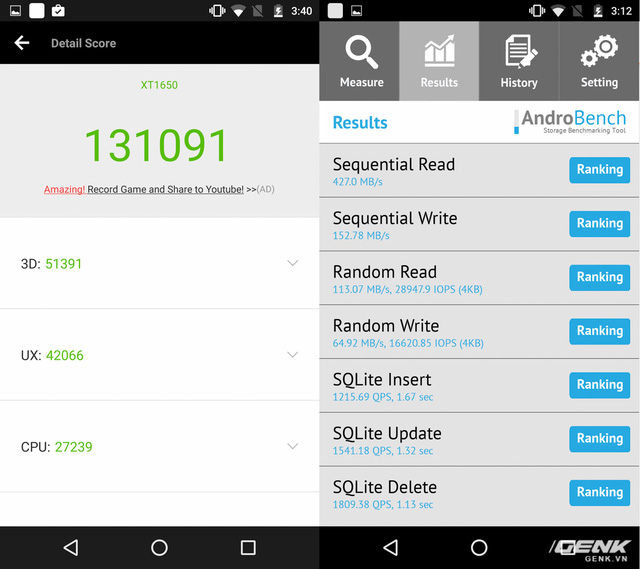 3:40
Detail Score
XT1650
131091
Amazing! Record Game and Share to Youtube! >>(AD)
3D: 51391
UX: 42066
CPU: 27239
3:12
Measure
Results
History
Setting
Results
AndroBench
Storage Benchmarking Tool
Sequential Read
427.0 MB/s
Ranking
Sequential Write
152.78 MB/s
Ranking
Random Read
113.07 MB/s, 28947.9 IOPS (4KB)
Ranking
Random Write
64.92 MB/s, 16620.85 IOPS (4KB)
Ranking
SQLite Insert
1215.69 QPS, 1.67 sec
Ranking
SQLite Update
1541.18 QPS, 1.32 sec
Ranking
SQLite Delete
1809.38 QPS, 1.13 sec
Ranking
GENK
GENK.VN